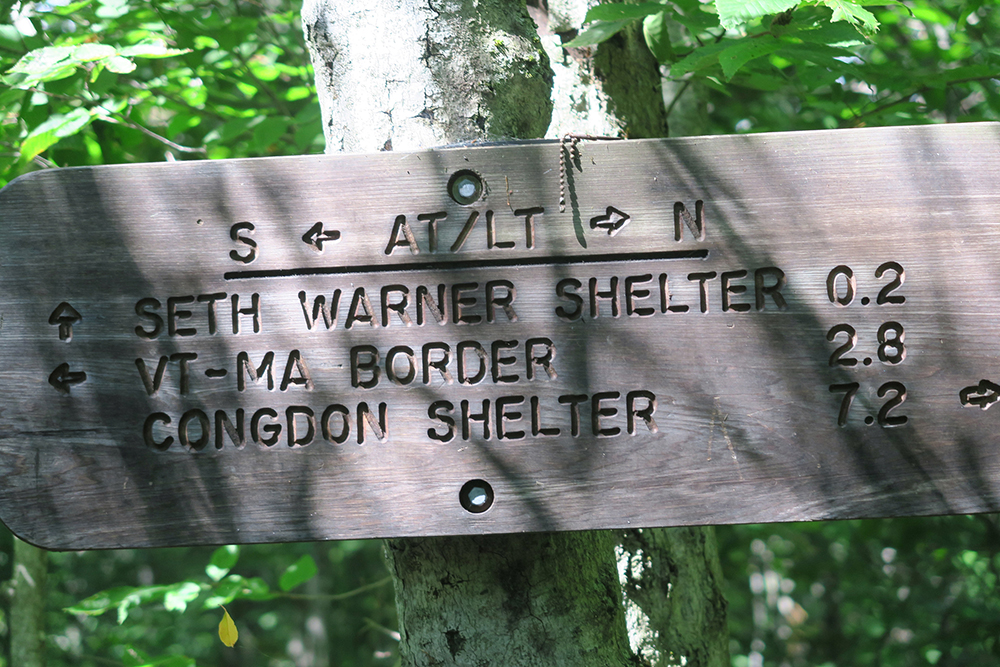 S ← AT/LT → N
↑ SETH WARNER SHELTER 0.2
← VT-MA BORDER 2.8
CONGDON SHELTER 7.2 →